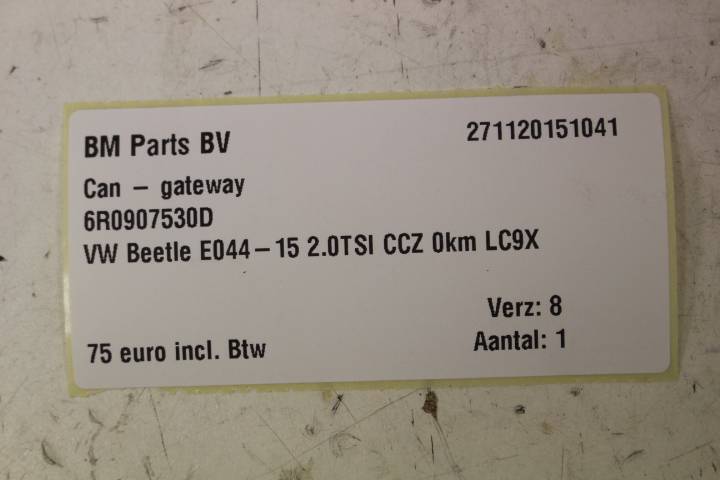 BM Parts BV
271120151041
Can – gateway
6R0907530D
VW Beetle E044–15 2.0TSI CCZ 0km LC9X
Verz: 8
75 euro incl. Btw
Aantal: 1